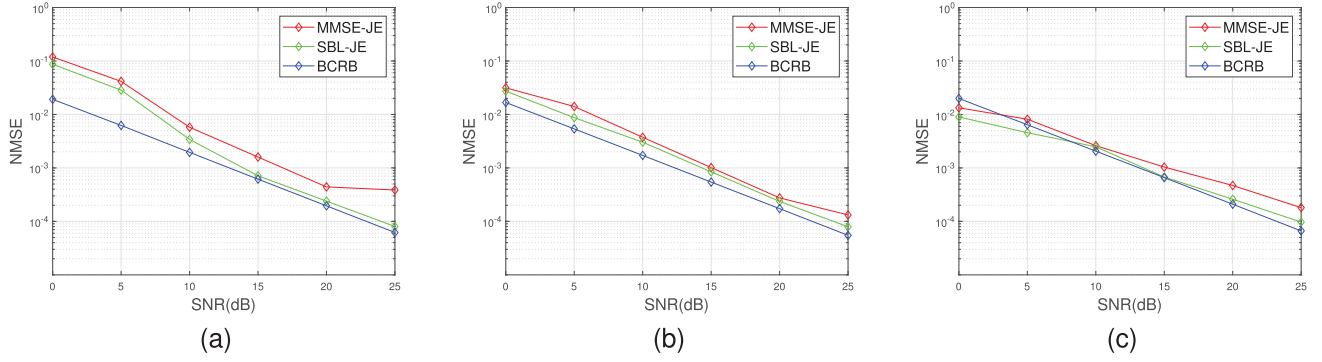 10^0
10^-1
10^-2
10^-3
10^-4
NMSE
MMSE-JE
SBL-JE
BCRB
0 5 10 15 20 25
SNR(dB)
(a)
10^0
10^-1
10^-2
10^-3
10^-4
NMSE
MMSE-JE
SBL-JE
BCRB
0 5 10 15 20 25
SNR(dB)
(b)
10^0
10^-1
10^-2
10^-3
10^-4
NMSE
MMSE-JE
SBL-JE
BCRB
0 5 10 15 20 25
SNR(dB)
(c)